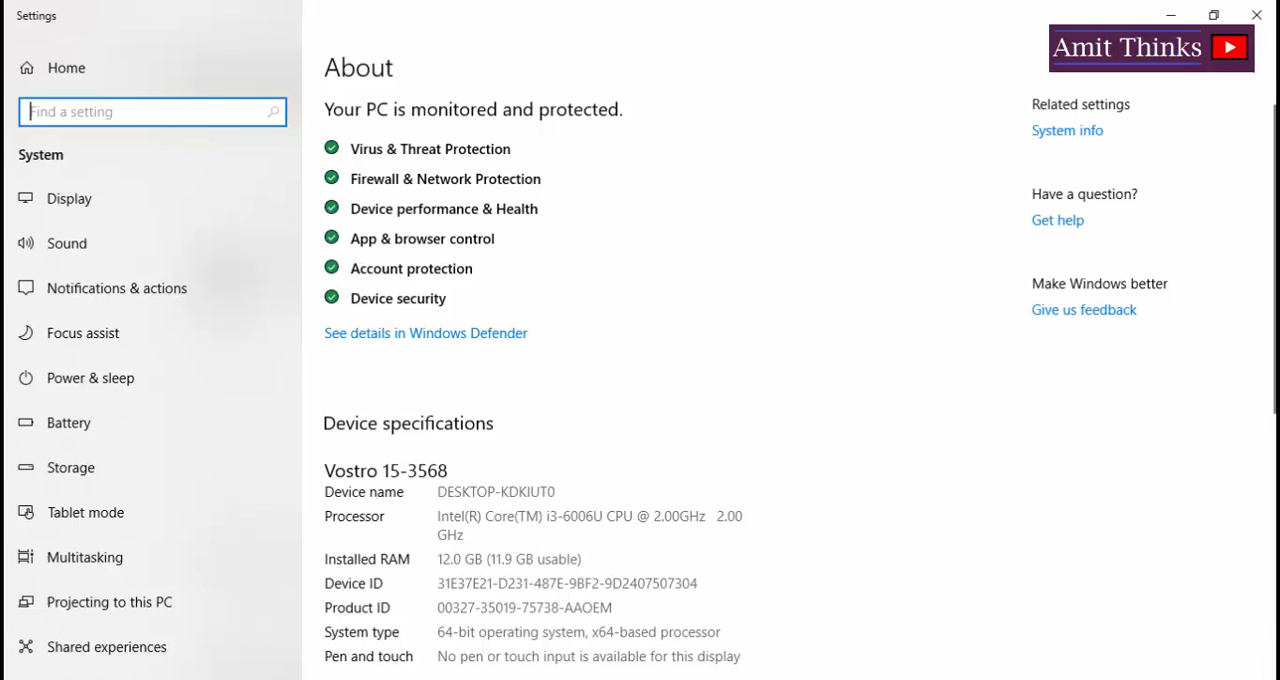 Settings
Amit Thinks
Home
Find a setting
System
Display
Sound
Notifications & actions
Focus assist
Power & sleep
Battery
Storage
Tablet mode
Multitasking
Projecting to this PC
Shared experiences
About
Your PC is monitored and protected.
Virus & Threat Protection
Firewall & Network Protection
Device performance & Health
App & browser control
Account protection
Device security
See details in Windows Defender
Device specifications
Vostro 15-3568
Device name DESKTOP-KDKIUT0
Processor Intel(R) Core(TM) i3-6006U CPU @ 2.00GHz 2.00
GHz
Installed RAM 12.0 GB (11.9 GB usable)
Device ID 31E37E21-D231-487E-9BF2-9D2407507304
Product ID 00327-35019-75738-AAOEM
System type 64-bit operating system, x64-based processor
Pen and touch No pen or touch input is available for this display
Related settings
System info
Have a question?
Get help
Make Windows better
Give us feedback